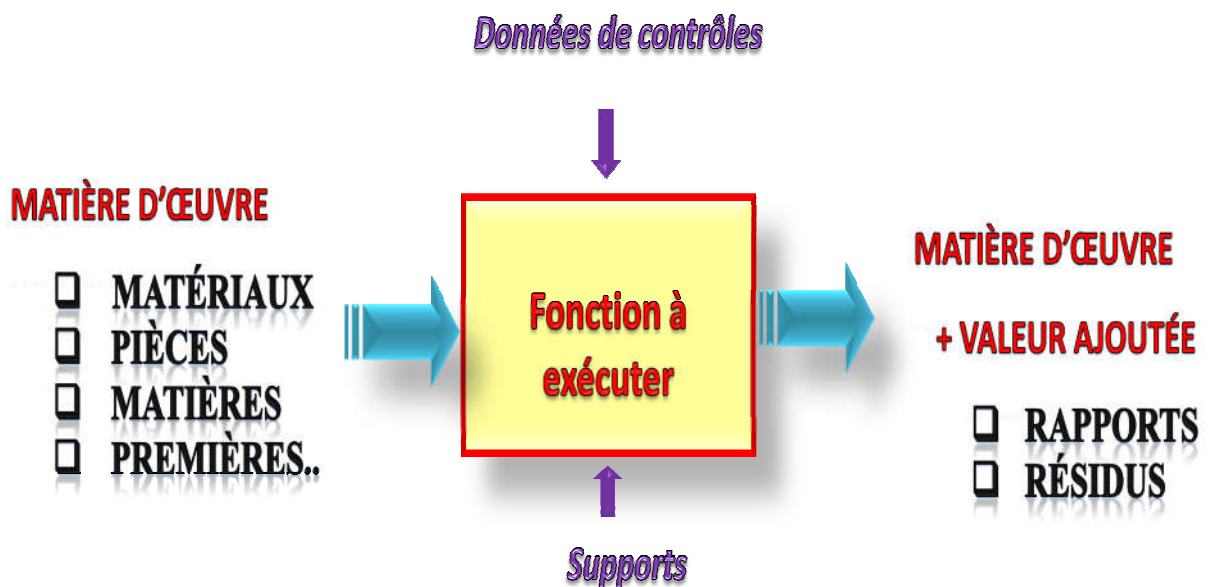 Données de contrôles
MATIÈRE D'ŒUVRE
❑ MATÉRIAUX
❑ PIÈCES
❑ MATIÈRES
❑ PREMIÈRES..
Fonction à
exécuter
MATIÈRE D'ŒUVRE
+ VALEUR AJOUTÉE
❑ RAPPORTS
❑ RÉSIDUS
Supports